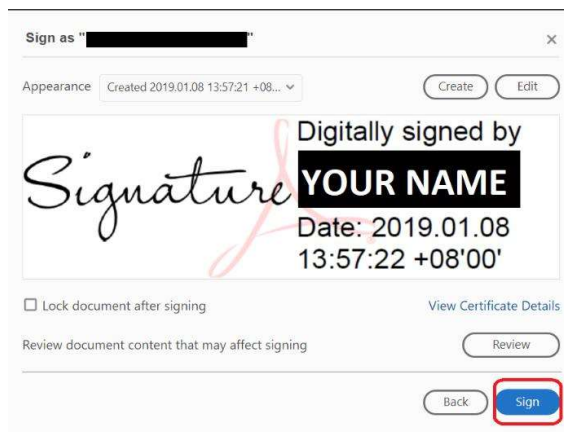 Sign as " "
Appearance Created 2019.01.08 13:57:21 +08... Create Edit
Signature
Digitally signed by
YOUR NAME
Date: 2019.01.08
13:57:22 +08'00'
Lock document after signing View Certificate Details
Review document content that may affect signing Review
Back Sign